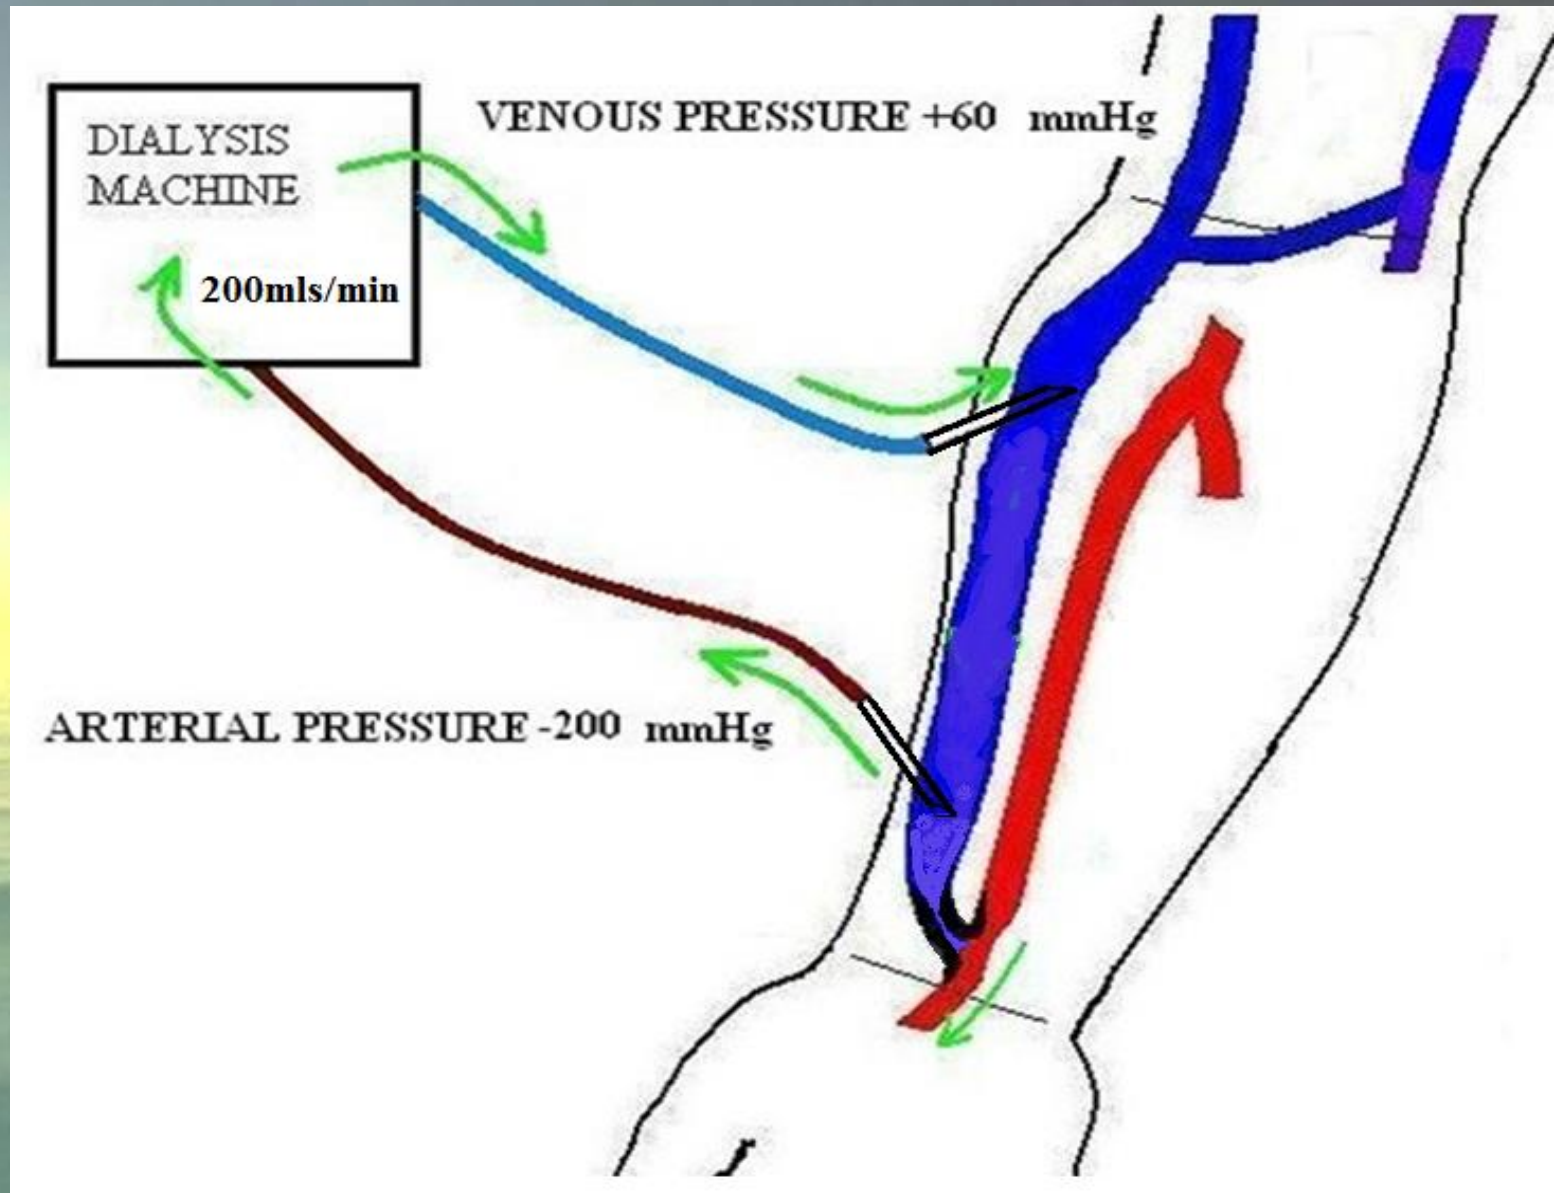 VENOUS PRESSURE +60 mmHg
DIALYSIS
MACHINE
200mls/min
ARTERIAL PRESSURE -200 mmHg